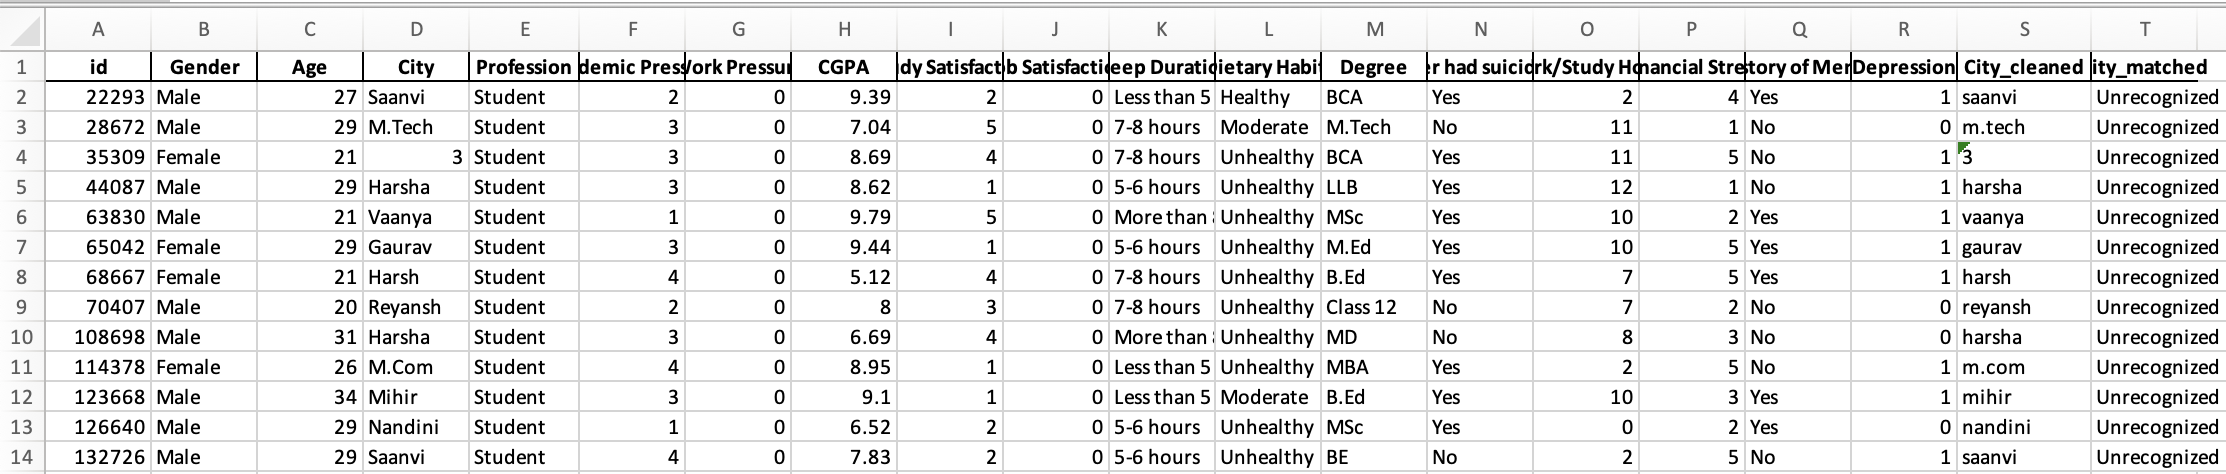 A B C D E F G H I J K L M N O P Q R S T
1 id Gender Age City Profession demic Pres Vork Pressur CGPA dy Satisfact b Satisfactio eep Duratio ietary Habit Degree er had suicid rk/Study Ho nancial Stre story of Men Depression City_cleaned ity_matched
2 22293 Male 27 Saanvi Student 2 0 9.39 2 0 Less than 5 Healthy BCA Yes 2 4 Yes 1 saanvi Unrecognized
3 28672 Male 29 M.Tech Student 3 0 7.04 5 0 7-8 hours Moderate M.Tech No 11 1 No 0 m.tech Unrecognized
4 35309 Female 21 3 Student 3 0 8.69 4 0 7-8 hours Unhealthy BCA Yes 11 5 No 1 3 Unrecognized
5 44087 Male 29 Harsha Student 3 0 8.62 1 0 5-6 hours Unhealthy LLB Yes 12 1 No 1 harsha Unrecognized
6 63830 Male 21 Vaanya Student 1 0 9.79 5 0 More than Unhealthy MSc Yes 10 2 Yes 1 vaanya Unrecognized
7 65042 Female 29 Gaurav Student 3 0 9.44 1 0 5-6 hours Unhealthy M.Ed Yes 10 5 Yes 1 gaurav Unrecognized
8 68667 Female 21 Harsh Student 4 0 5.12 4 0 7-8 hours Unhealthy B.Ed Yes 7 5 Yes 1 harsh Unrecognized
9 70407 Male 20 Reyansh Student 2 0 8 3 0 7-8 hours Unhealthy Class 12 No 7 2 No 0 reyansh Unrecognized
10 108698 Male 31 Harsha Student 3 0 6.69 4 0 More than Unhealthy MD No 8 3 No 0 harsha Unrecognized
11 114378 Female 26 M.Com Student 4 0 8.95 1 0 Less than 5 Unhealthy MBA Yes 2 5 No 1 m.com Unrecognized
12 123668 Male 34 Mihir Student 3 0 9.1 1 0 Less than 5 Moderate B.Ed Yes 10 3 Yes 1 mihir Unrecognized
13 126640 Male 29 Nandini Student 1 0 6.52 2 0 5-6 hours Unhealthy MSc Yes 0 2 Yes 0 nandini Unrecognized
14 132726 Male 29 Saanvi Student 4 0 7.83 2 0 5-6 hours Unhealthy BE No 2 5 No 1 saanvi Unrecognized